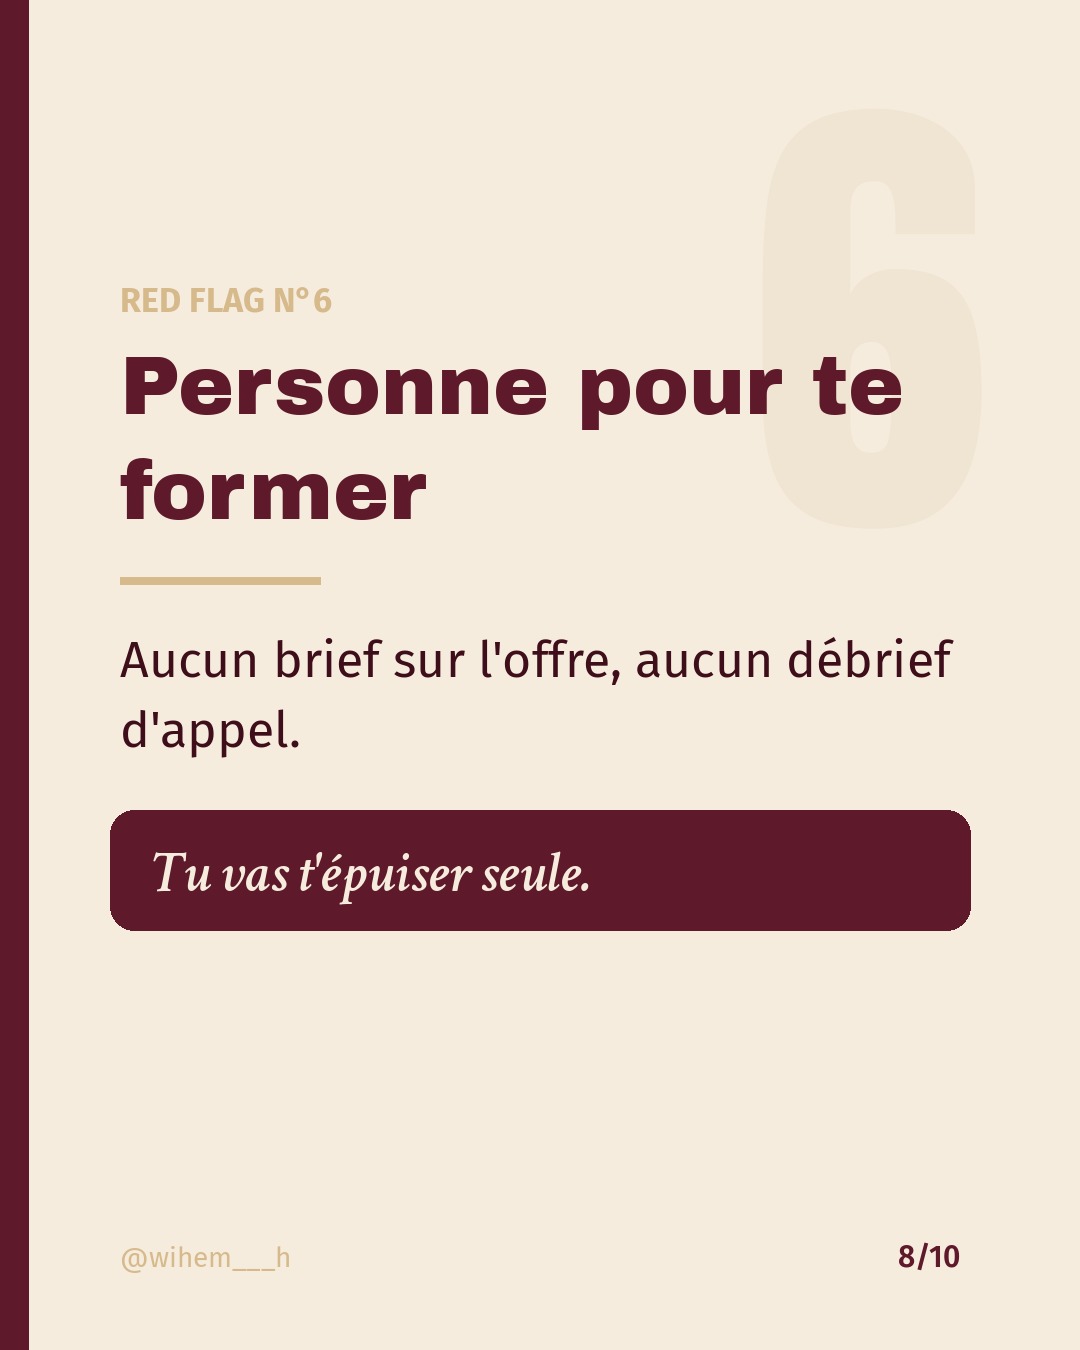 6
RED FLAG N°6
Personne pour te
former
Aucun brief sur l'offre, aucun débrief
d'appel.
Tu vas t'épuiser seule.
@wihem___h
8/10